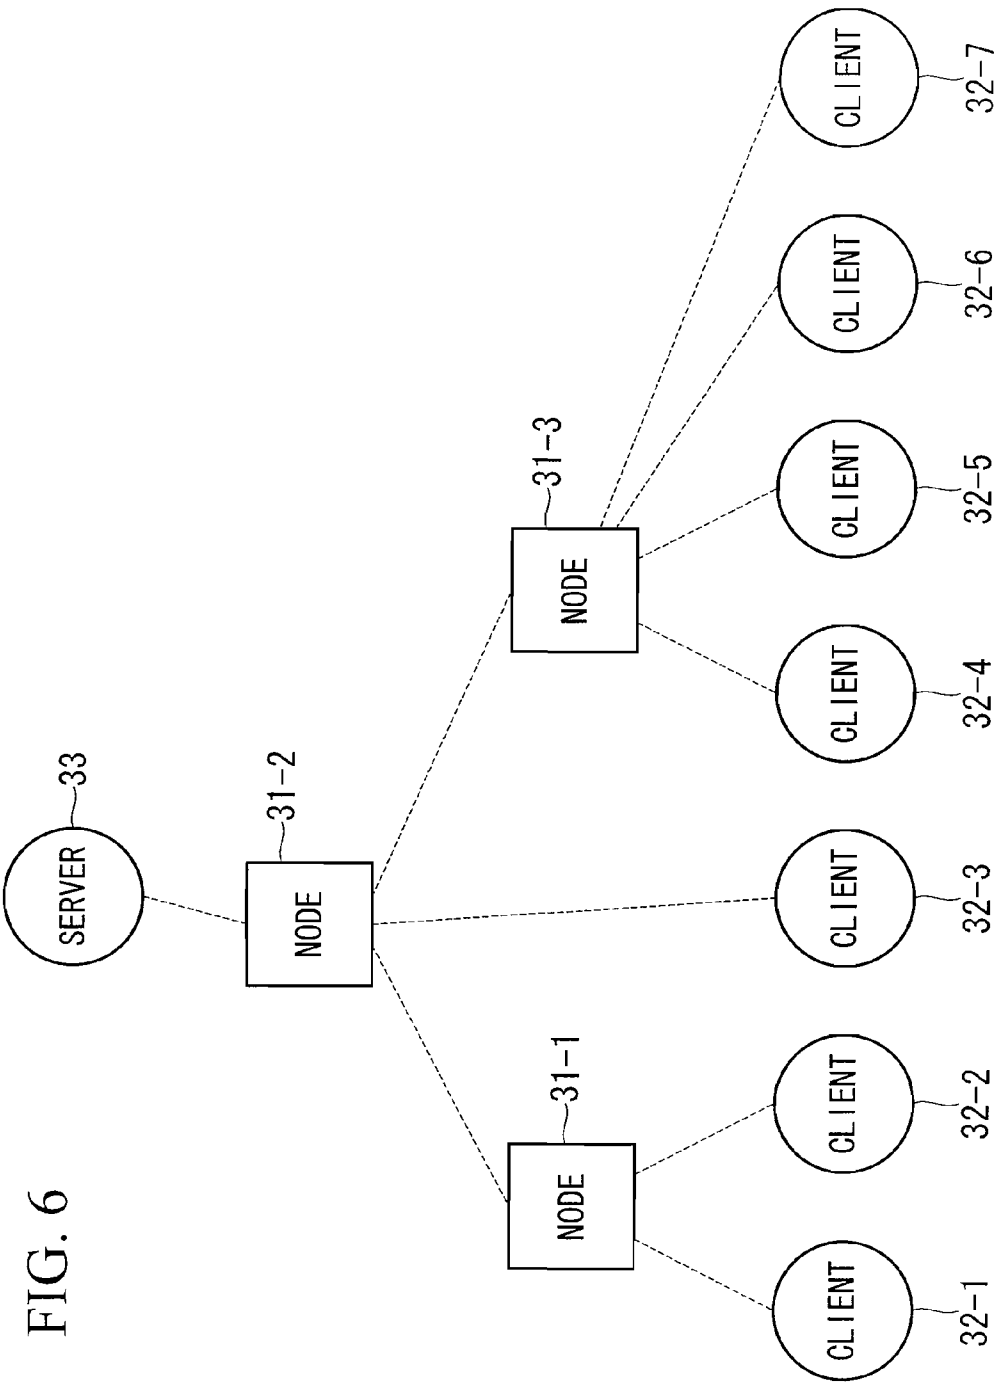 FIG. 6
SERVER
33
NODE
31-2
NODE
31-1
NODE
31-3
CLIENT
32-1
CLIENT
32-2
CLIENT
32-3
CLIENT
32-4
CLIENT
32-5
CLIENT
32-6
CLIENT
32-7